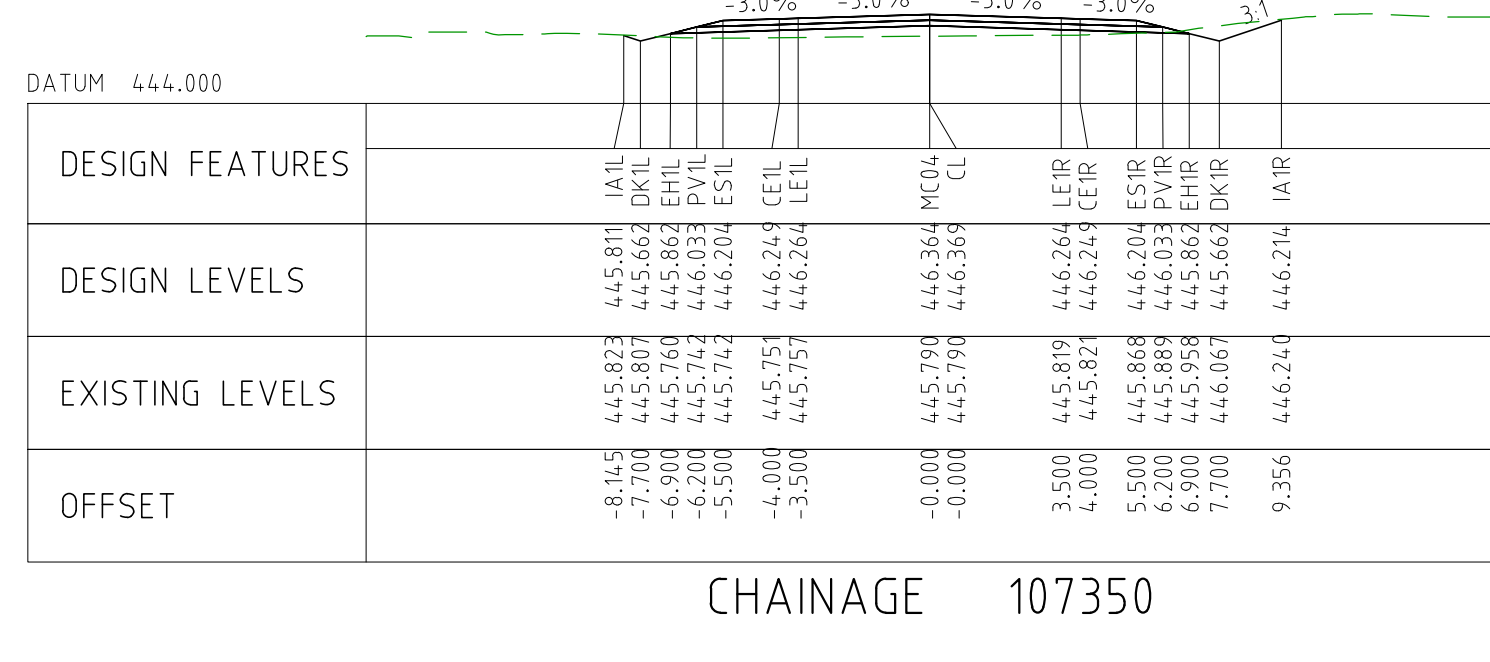 -3.0% -3.0% -3.0% -3.0% 3:1
DATUM 444.000
DESIGN FEATURES IA1L DK1L EH1L PV1L ES1L CE1L LE1L MC04 CL LE1R CE1R ES1R PV1R EH1R DK1R IA1R
DESIGN LEVELS 445.811 445.662 445.862 446.033 446.204 446.249 446.264 446.364 446.369 446.264 446.249 446.204 446.033 445.862 445.662 446.214
EXISTING LEVELS 445.823 445.807 445.760 445.742 445.742 445.751 445.757 445.790 445.790 445.819 445.821 445.868 445.889 445.958 446.067 446.240
OFFSET -8.145 -7.700 -6.900 -6.200 -5.500 -4.000 -3.500 -0.000 -0.000 3.500 4.000 5.500 6.200 6.900 7.700 9.356
CHAINAGE 107350